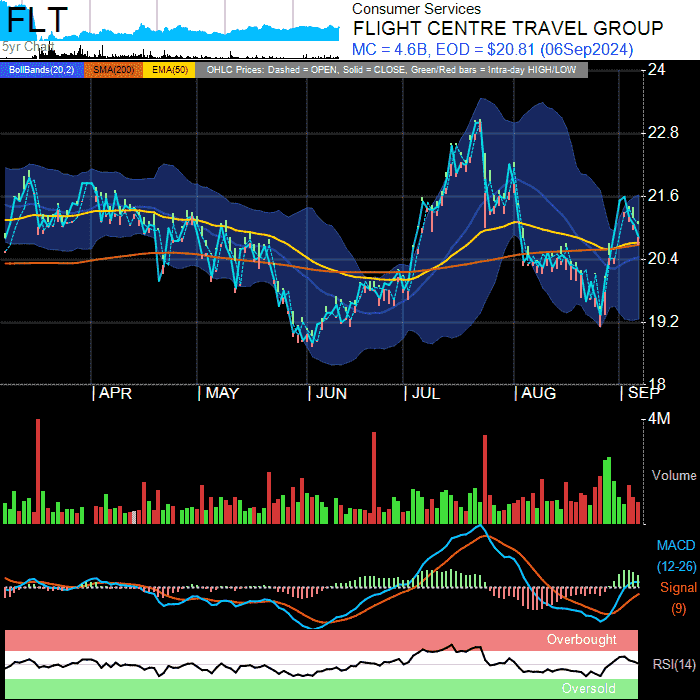 FLT
5yr Chart
Consumer Services
FLIGHT CENTRE TRAVEL GROUP
MC = 4.6B, EOD = $20.81 (06Sep2024)
BollBands(20,2) SMA(200) EMA(50) OHLC Prices: Dashed = OPEN, Solid = CLOSE, Green/Red bars = Intra-day HIGH/LOW
24
22.8
21.6
20.4
19.2
18
| APR | MAY | JUN | JUL | AUG | SEP
4M
Volume
MACD
(12-26)
Signal
(9)
Overbought
RSI(14)
Oversold